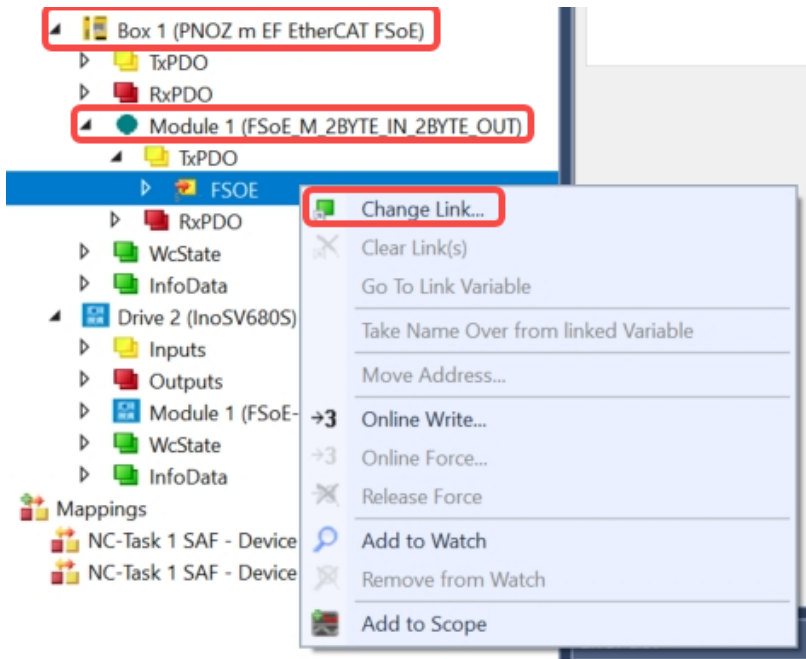 Box 1 (PNOZ m EF EtherCAT FSoE)
TxPDO
RxPDO
Module 1 (FSoE_M_2BYTE_IN_2BYTE_OUT)
TxPDO
FSOE
RxPDO
WcState
InfoData
Drive 2 (InoSV680S)
Inputs
Outputs
Module 1 (FSoE-
WcState
InfoData
Mappings
NC-Task 1 SAF - Device
NC-Task 1 SAF - Device
Change Link...
Clear Link(s)
Go To Link Variable
Take Name Over from linked Variable
Move Address...
→3 Online Write...
→3 Online Force...
Release Force
Add to Watch
Remove from Watch
Add to Scope